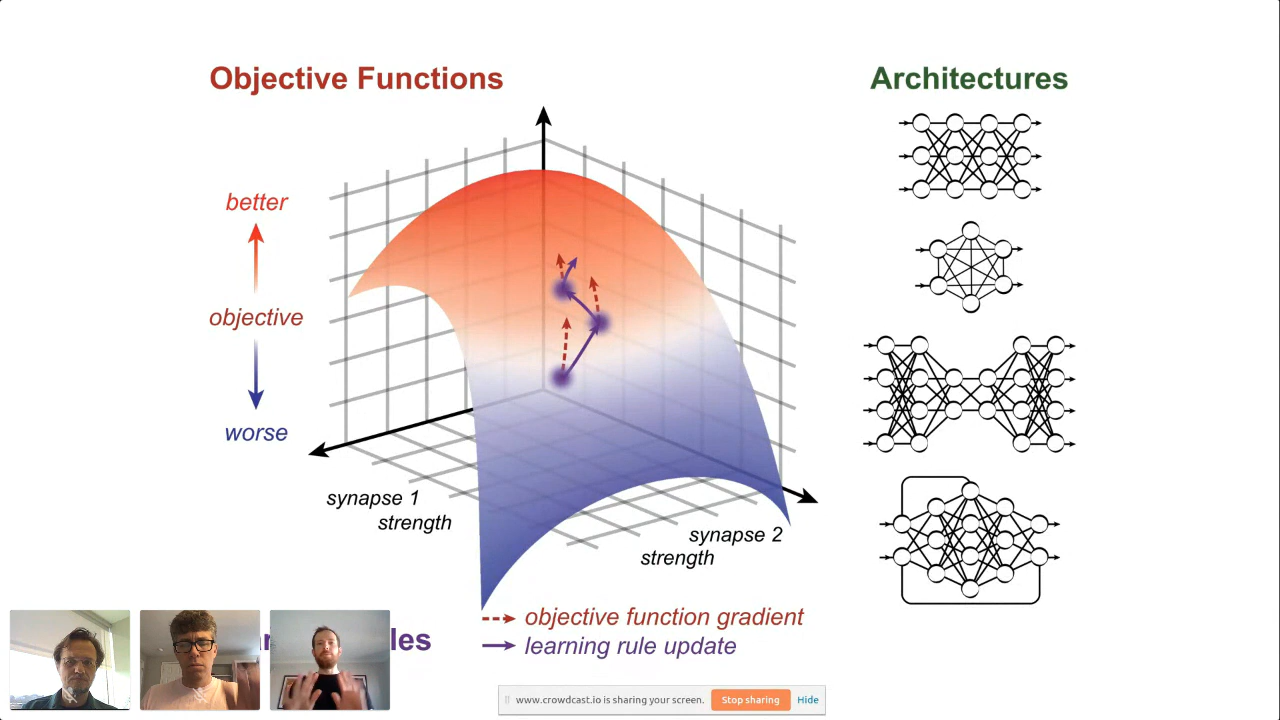 Objective Functions
Architectures
better
objective
worse
synapse 1
strength
synapse 2
strength
objective function gradient
learning rule update
www.crowdcast.io is sharing your screen.
Stop sharing
Hide